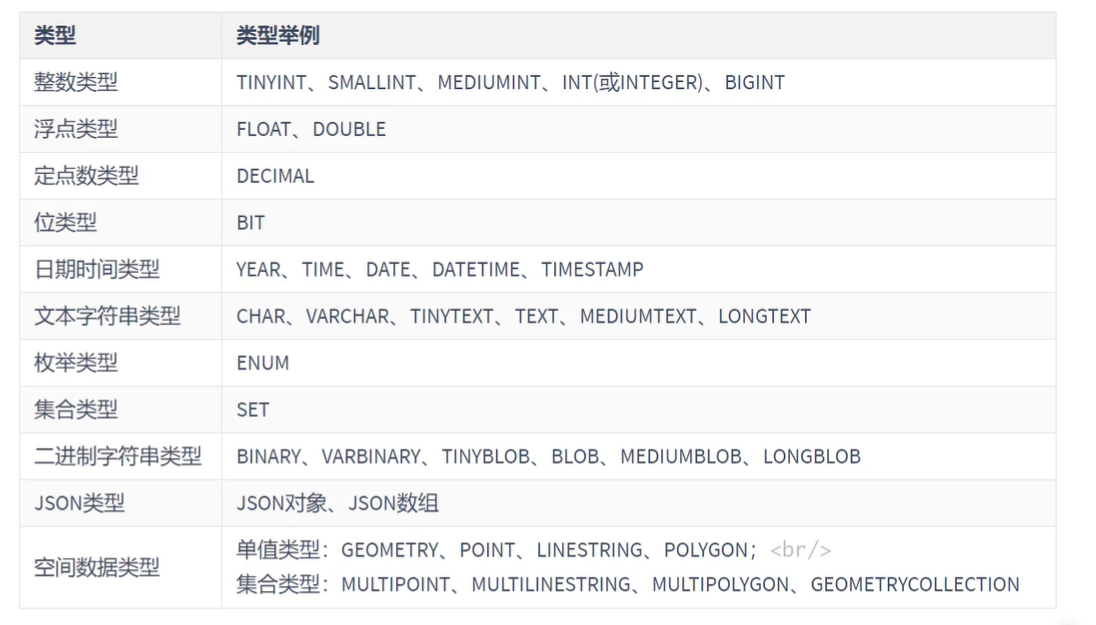 类型 类型举例
整数类型 TINYINT、SMALLINT、MEDIUMINT、INT(或INTEGER)、BIGINT
浮点类型 FLOAT、DOUBLE
定点数类型 DECIMAL
位类型 BIT
日期时间类型 YEAR、TIME、DATE、DATETIME、TIMESTAMP
文本字符串类型 CHAR、VARCHAR、TINYTEXT、TEXT、MEDIUMTEXT、LONGTEXT
枚举类型 ENUM
集合类型 SET
二进制字符串类型 BINARY、VARBINARY、TINYBLOB、BLOB、MEDIUMBLOB、LONGBLOB
JSON类型 JSON对象、JSON数组
空间数据类型 单值类型：GEOMETRY、POINT、LINESTRING、POLYGON；<br/>
集合类型：MULTIPOINT、MULTILINESTRING、MULTIPOLYGON、GEOMETRYCOLLECTION